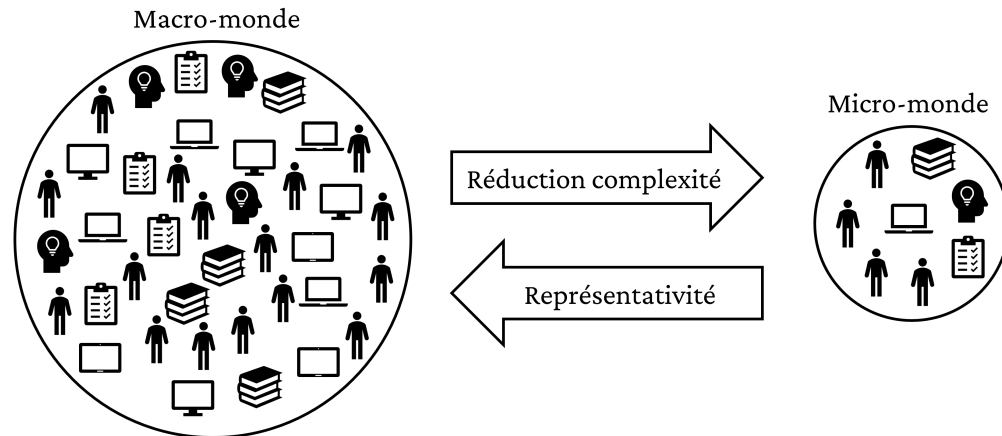 Macro-monde
Micro-monde
Réduction complexité
Représentativité